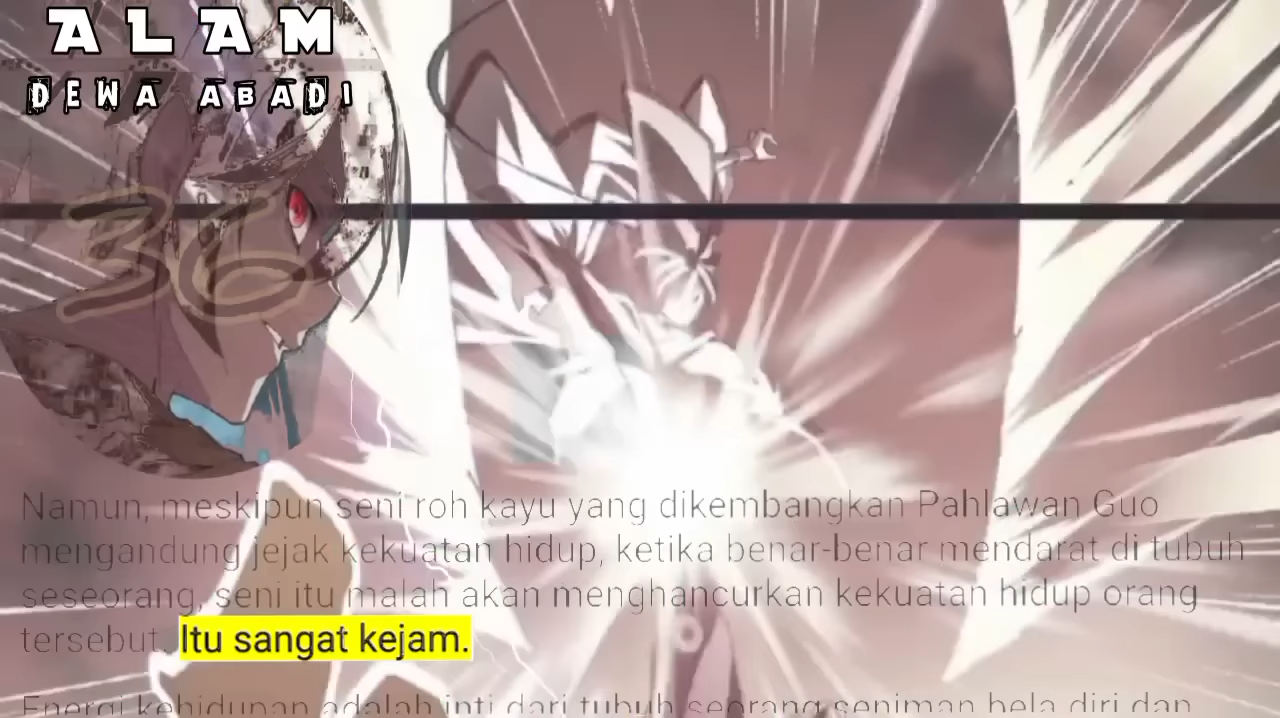 ALAM
DEWA ABADI
36
Namun, meskipun seni roh kayu yang dikembangkan Pahlawan Guo
mengandung jejak kekuatan hidup, ketika benar-benar mendarat di tubuh
seseorang, seni itu malah akan menghancurkan kekuatan hidup orang
tersebut. Itu sangat kejam.
Energi kehidupan adalah inti dari tubuh seorang seniman bela diri dan